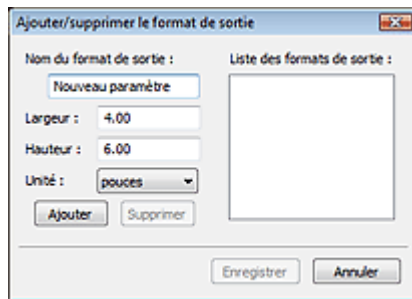 Ajouter/supprimer le format de sortie
Nom du format de sortie :
Nouveau paramètre
Largeur : 4.00
Hauteur : 6.00
Unité : pouces
Ajouter Supprimer
Liste des formats de sortie :
Enregistrer Annuler